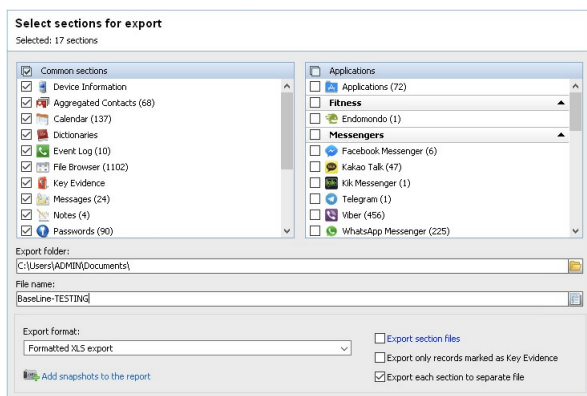 Select sections for export
Selected: 17 sections
Common sections
Device Information
Aggregated Contacts (68)
Calendar (137)
Dictionaries
Event Log (10)
File Browser (1102)
Key Evidence
Messages (24)
Notes (4)
Passwords (90)
Applications
Applications (72)
Fitness
Endomondo (1)
Messengers
Facebook Messenger (6)
Kakao Talk (47)
Kik Messenger (1)
Telegram (1)
Viber (456)
WhatsApp Messenger (225)
Export folder:
C:\Users\ADMIN\Documents\
File name:
BaseLine-TESTING
Export format:
Formatted XLS export
Add snapshots to the report
Export section files
Export only records marked as Key Evidence
Export each section to separate file